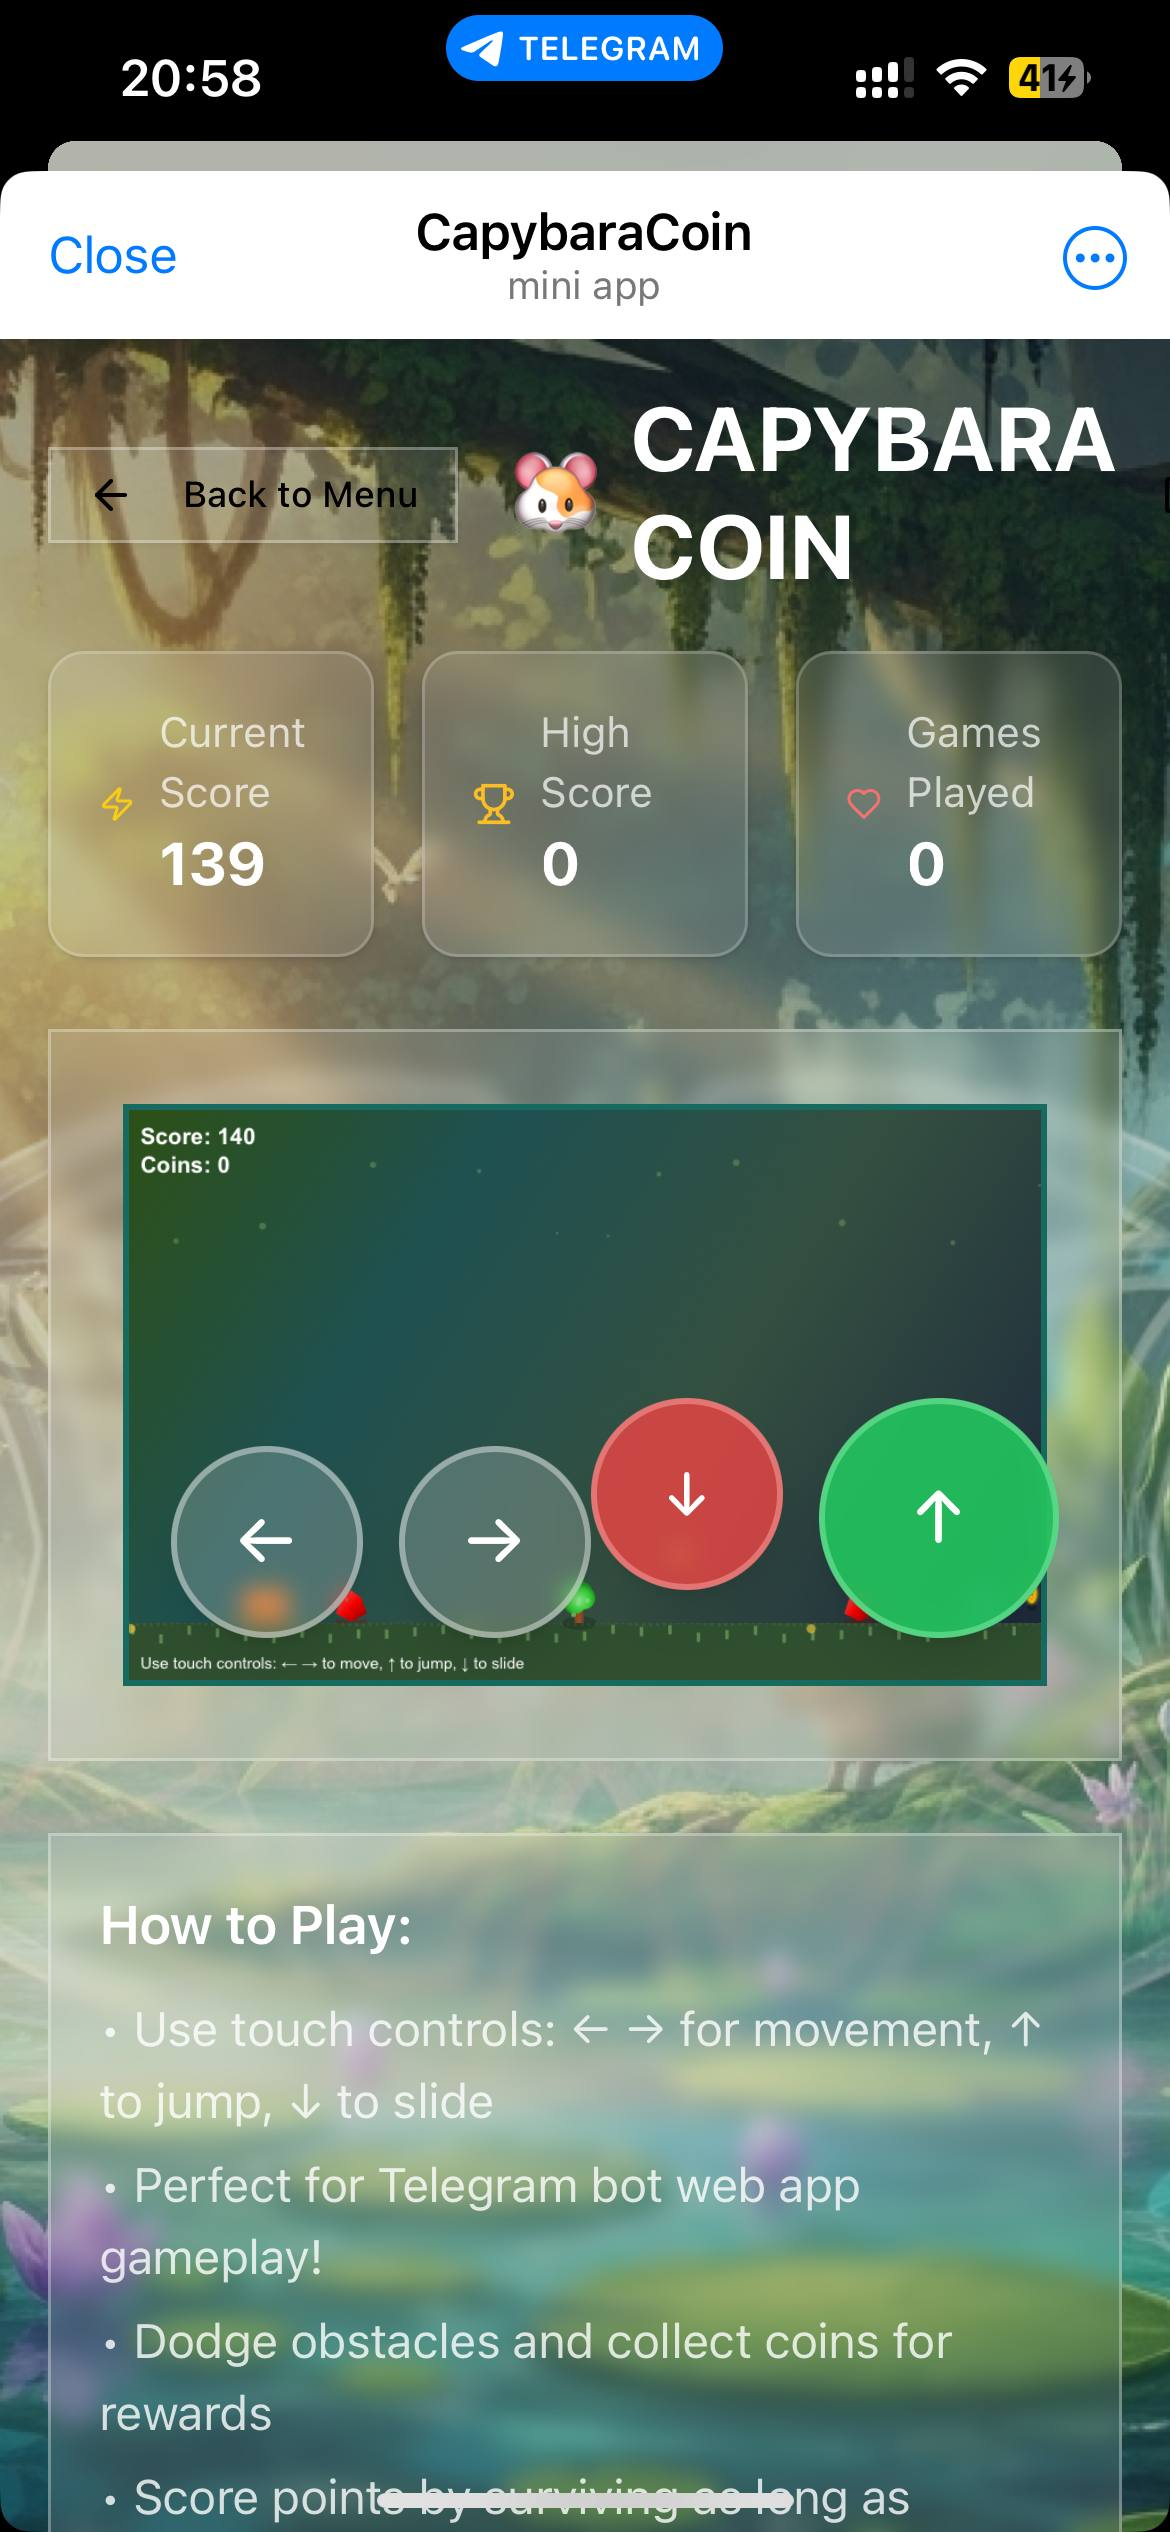 20:58
TELEGRAM
41
Close
CapybaraCoin
mini app
← Back to Menu
CAPYBARA
COIN
Current
Score
139
High
Score
0
Games
Played
0
Score: 140
Coins: 0
Use touch controls: ← → to move, ↑ to jump, ↓ to slide
How to Play:
• Use touch controls: ← → for movement, ↑
to jump, ↓ to slide
• Perfect for Telegram bot web app
gameplay!
• Dodge obstacles and collect coins for
rewards
• Score points by surviving as long as